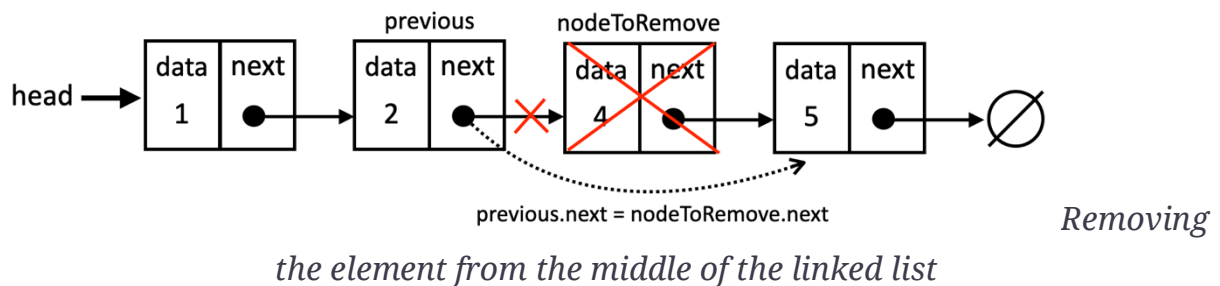 previous nodeToRemove
data next data next data next data next
head
1 2 4 5
previous.next = nodeToRemove.next
Removing
the element from the middle of the linked list